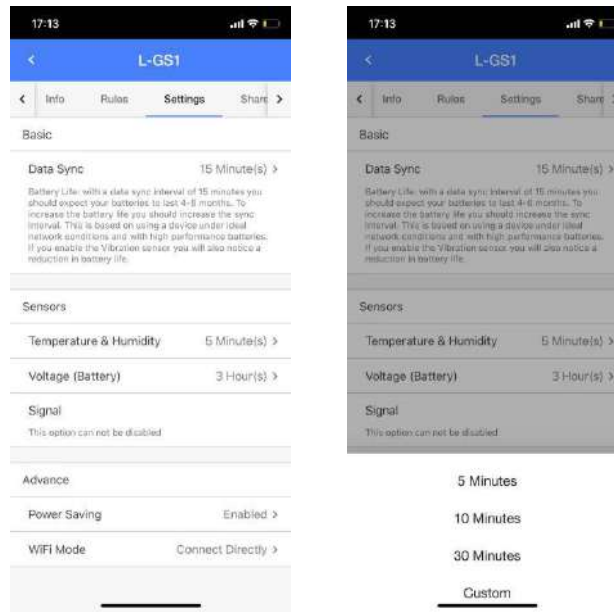 17:13
L-GS1
Info Rules Settings Share
Basic
Data Sync 15 Minute(s)
Battery Life: with a data sync interval of 15 minutes you
should expect your batteries to last 4-6 months. To
increase the battery life you should increase the sync
interval. This is based on using a device under ideal
network conditions and with high performance batteries.
If you enable the Vibration sensor you will also notice a
reduction in battery life.
Sensors
Temperature & Humidity 5 Minute(s)
Voltage (Battery) 3 Hour(s)
Signal
This option can not be disabled
Advance
Power Saving Enabled
WiFi Mode Connect Directly
17:13
L-GS1
Info Rules Settings Share
Basic
Data Sync 15 Minute(s)
Battery Life: with a data sync interval of 15 minutes you
should expect your batteries to last 4-6 months. To
increase the battery life you should increase the sync
interval. This is based on using a device under ideal
network conditions and with high performance batteries.
If you enable the Vibration sensor you will also notice a
reduction in battery life.
Sensors
Temperature & Humidity 5 Minute(s)
Voltage (Battery) 3 Hour(s)
Signal
This option can not be disabled
5 Minutes
10 Minutes
30 Minutes
Custom